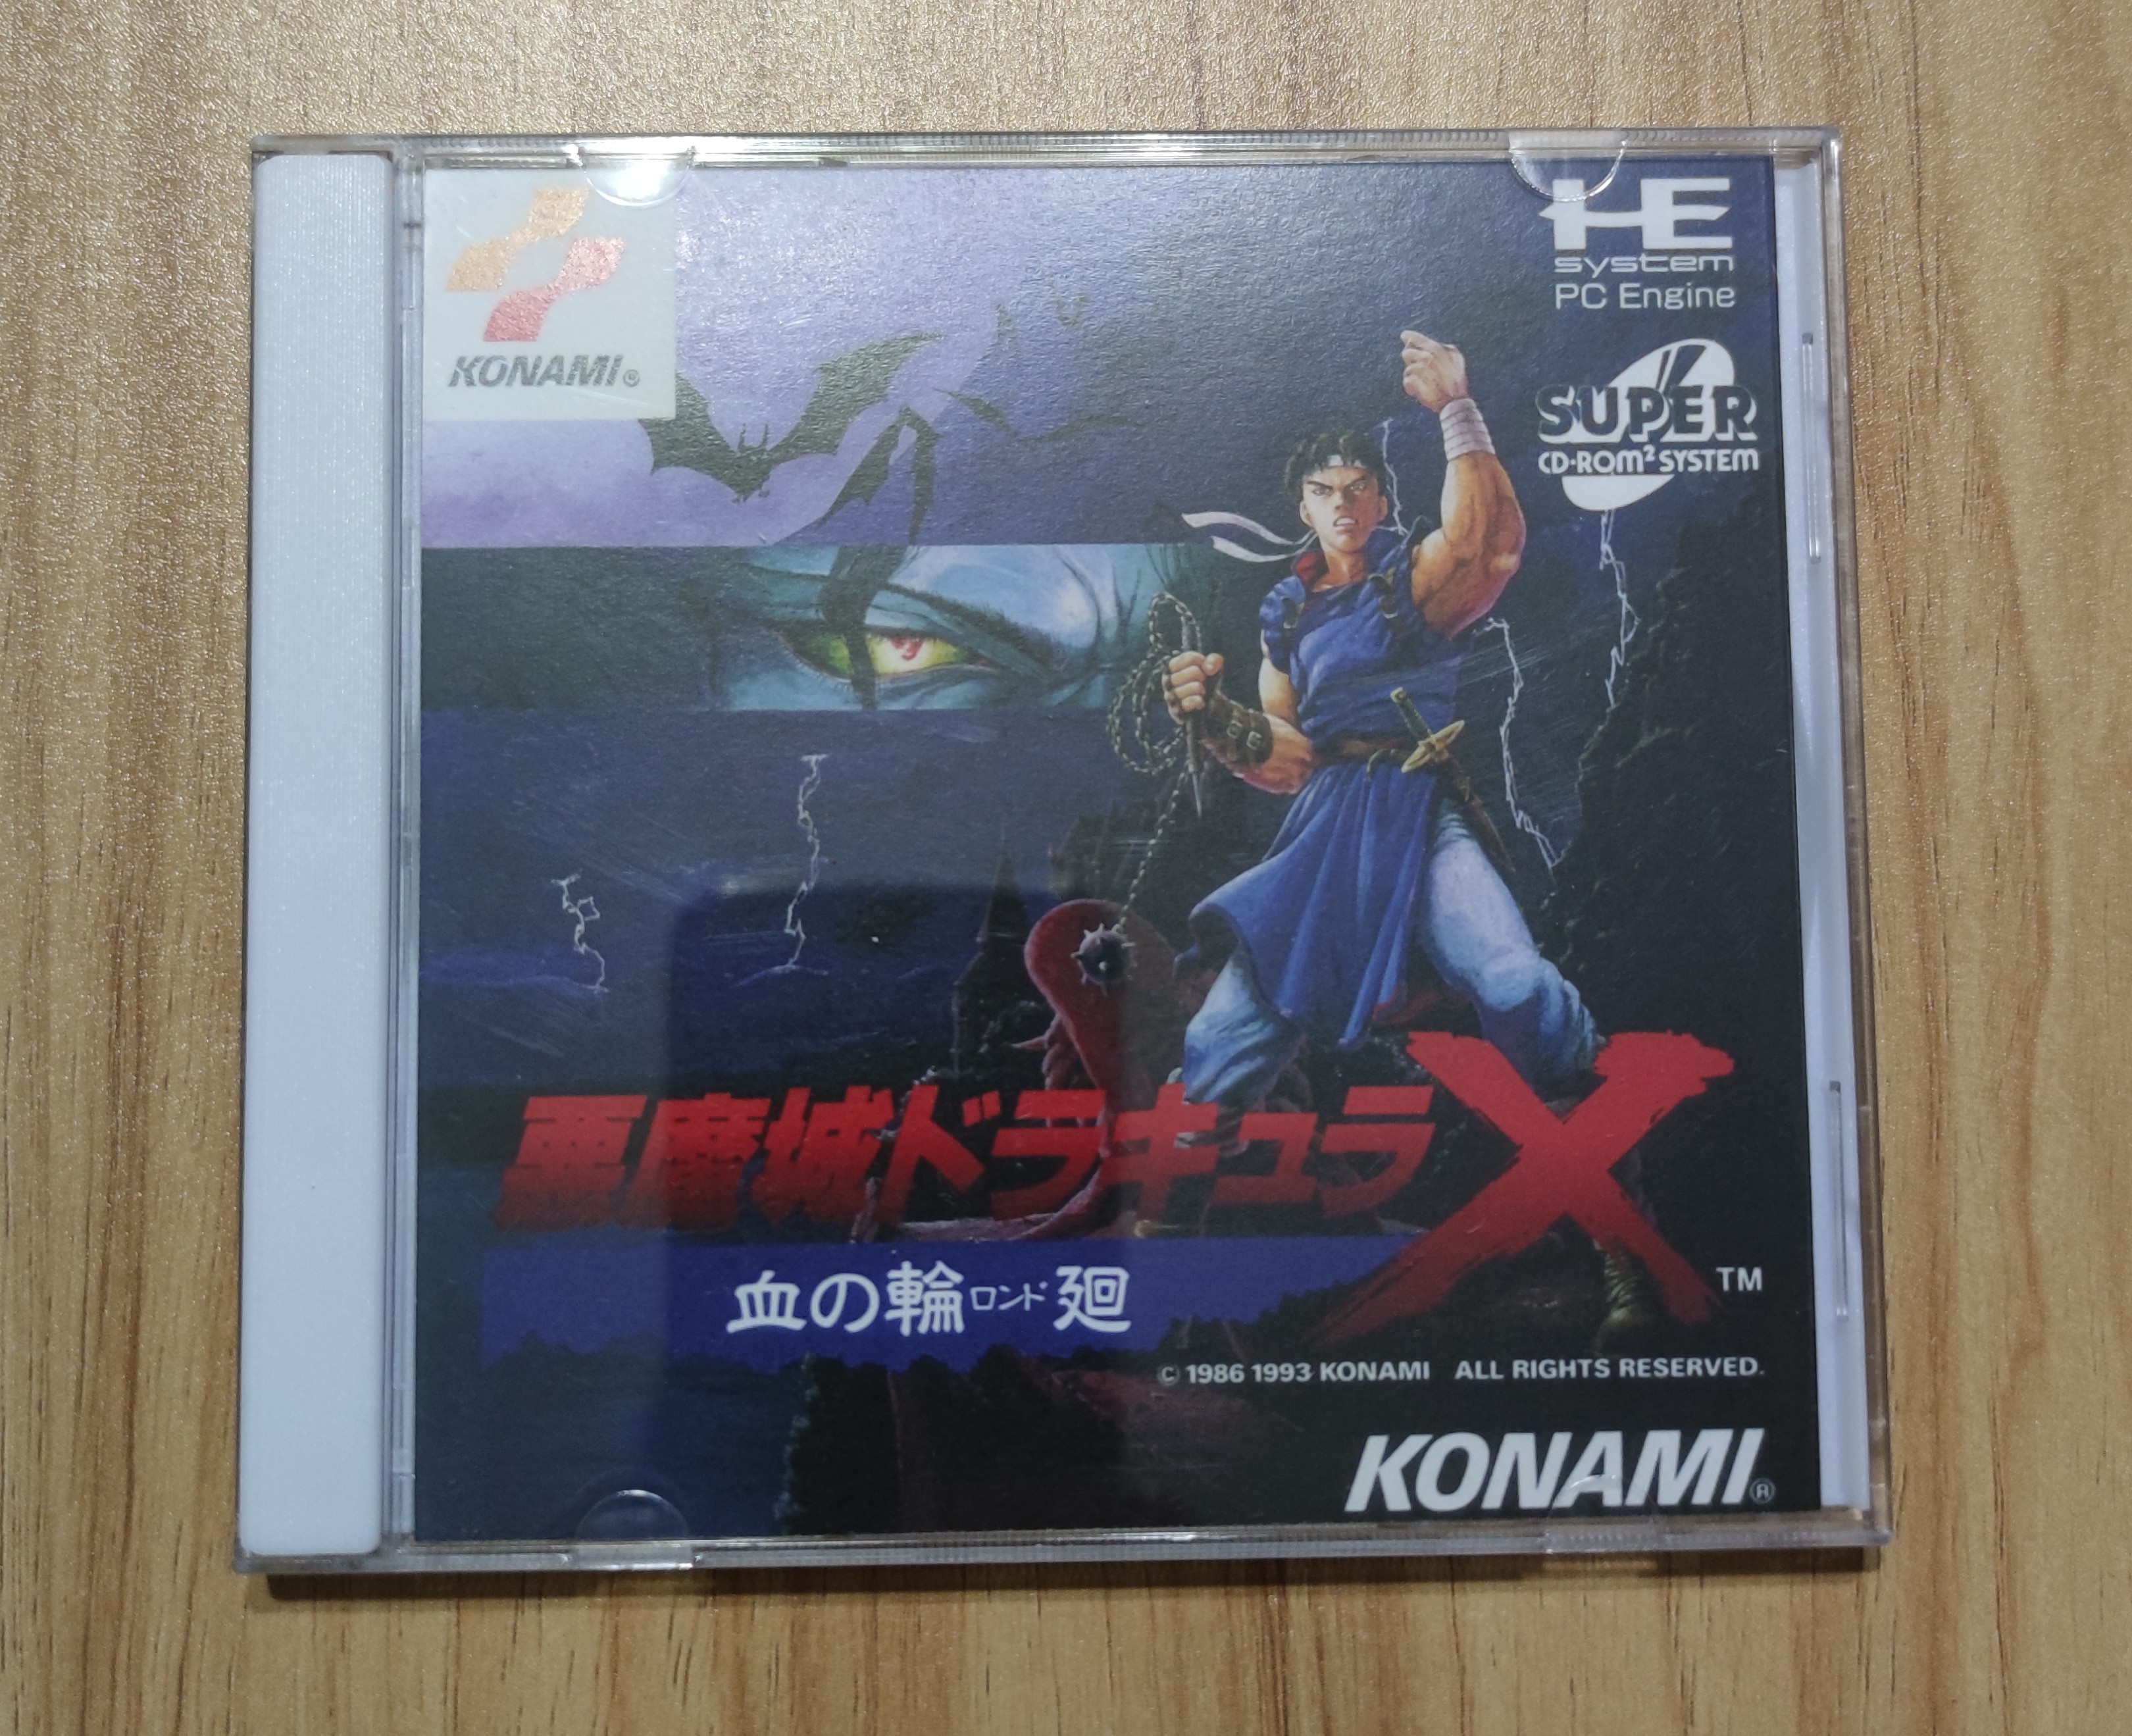 KONAMI®
HE
system
PC Engine
SUPER
CD-ROM² SYSTEM
悪魔城ドラキュラX
TM
血の輪ロンド廻
© 1986 1993 KONAMI ALL RIGHTS RESERVED.
KONAMI®